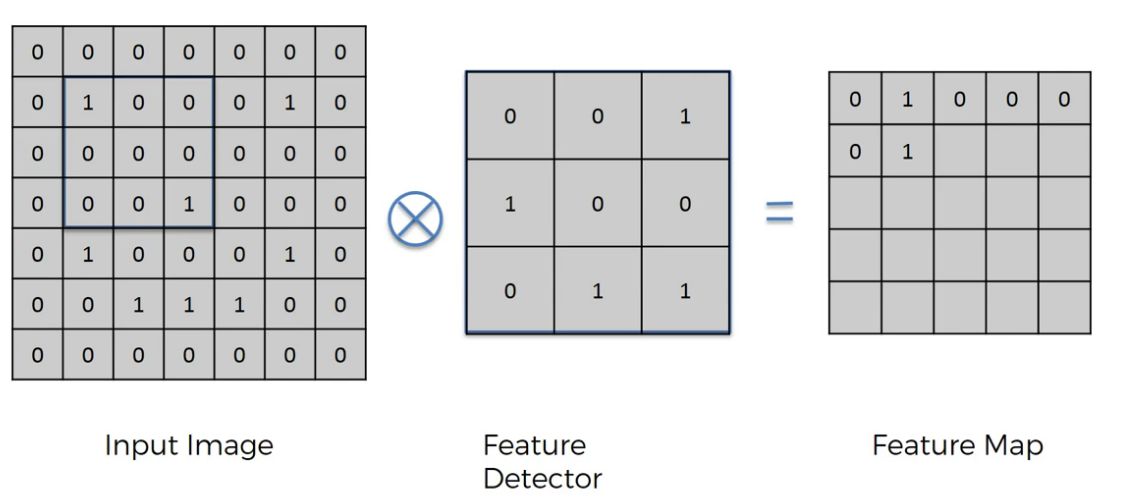 0 0 0 0 0 0 0
0 1 0 0 0 1 0
0 0 0 0 0 0 0
0 0 0 1 0 0 0
0 1 0 0 0 1 0
0 0 1 1 1 0 0
0 0 0 0 0 0 0
Input Image
0 0 1
1 0 0
0 1 1
Feature
Detector
=
0 1 0 0 0
0 1
Feature Map